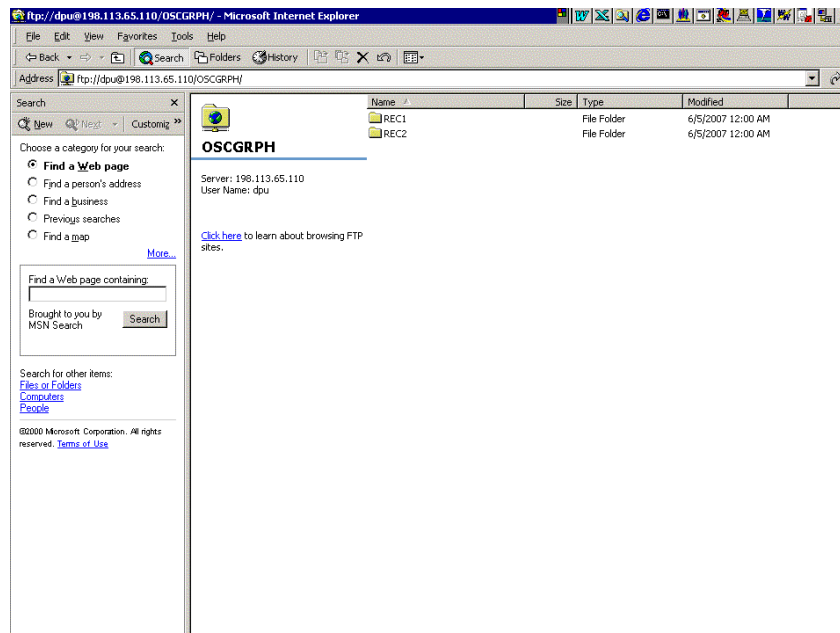 ftp://dpu@198.113.65.110/OSCGRPH/ - Microsoft Internet Explorer
File Edit View Favorites Tools Help
Back Search Folders History
Address ftp://dpu@198.113.65.110/OSCGRPH/
Search
New Next Customiz
Choose a category for your search:
Find a Web page
Find a person's address
Find a business
Previous searches
Find a map
More...
Find a Web page containing:
Brought to you by
MSN Search
Search
Search for other items:
Files or Folders
Computers
People
©2000 Microsoft Corporation. All rights
reserved. Terms of Use
OSCGRPH
Server: 198.113.65.110
User Name: dpu
Click here to learn about browsing FTP
sites.
Name Size Type Modified
REC1 File Folder 6/5/2007 12:00 AM
REC2 File Folder 6/5/2007 12:00 AM